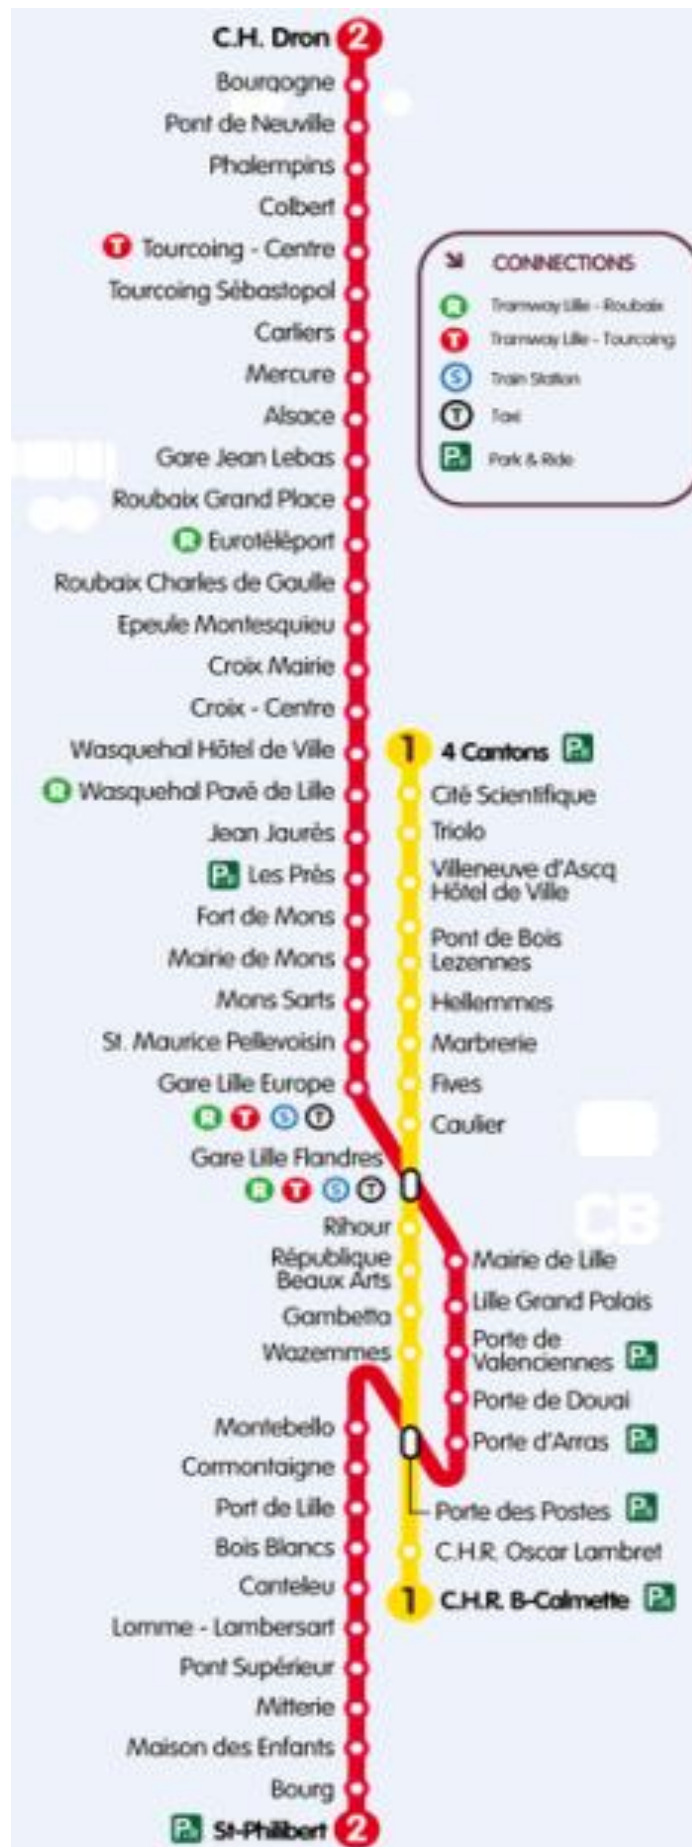 C.H. Dron 2
Bourgogne
Pont de Neuville
Phalempins
Colbert
T Tourcoing - Centre
Tourcoing Sébastopol
Carliers
Mercure
Alsace
Gare Jean Lebas
Roubaix Grand Place
R Eurotéléport
Roubaix Charles de Gaulle
Epeule Montesquieu
Croix Mairie
Croix - Centre
Wasquehal Hôtel de Ville
R Wasquehal Pavé de Lille
Jean Jaurès
P Les Près
Fort de Mons
Mairie de Mons
Mons Sarts
St. Maurice Pellevoisin
Gare Lille Europe
R T S T
Gare Lille Flandres
R T S T
Rihour
République
Beaux Arts
Gambetta
Wazemmes
Montebello
Cormontaigne
Port de Lille
Bois Blancs
Canteleu
Lomme - Lambersart
Pont Supérieur
Mitterie
Maison des Enfants
Bourg
P St-Philibert 2
CONNECTIONS
R Tramway Lille - Roubaix
T Tramway Lille - Tourcoing
S Train Station
T Taxi
P Park & Ride
1 4 Cantons P
Cité Scientifique
Triolo
Villeneuve d'Ascq
Hôtel de Ville
Pont de Bois
Lezennes
Hellemmes
Marbrerie
Fives
Caulier
CB
Mairie de Lille
Lille Grand Palais
Porte de
Valenciennes P
Porte de Douai
Porte d'Arras P
Porte des Postes P
C.H.R. Oscar Lambret
1 C.H.R. B-Calmette P